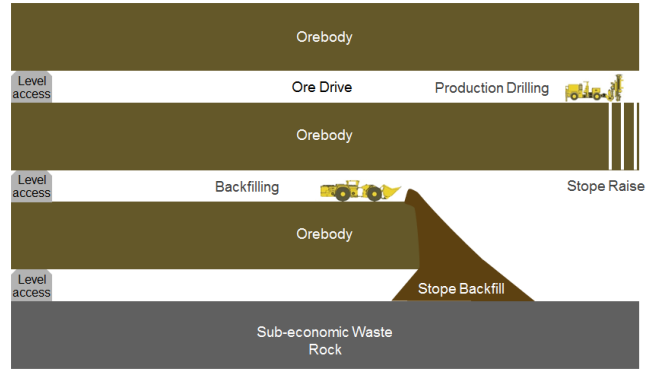 Orebody
Level
access
Ore Drive
Production Drilling
Orebody
Level
access
Backfilling
Stope Raise
Orebody
Level
access
Stope Backfill
Sub-economic Waste
Rock